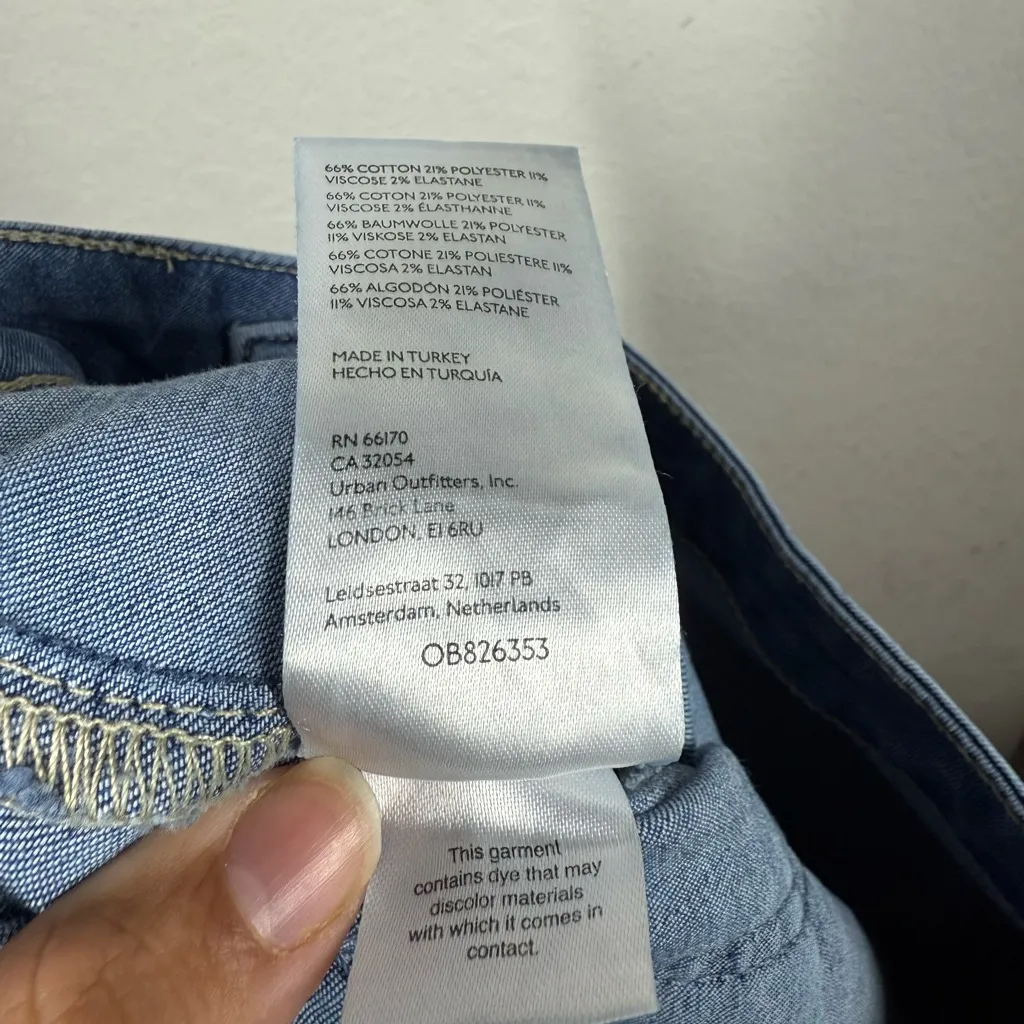 66% COTTON 21% POLYESTER 11%
VISCOSE 2% ELASTANE
66% COTON 21% POLYESTER 11%
VISCOSE 2% ÉLASTHANNE
66% BAUMWOLLE 21% POLYESTER
11% VISKOSE 2% ELASTAN
66% COTONE 21% POLIESTERE 11%
VISCOSA 2% ELASTAN
66% ALGODÓN 21% POLIÉSTER
11% VISCOSA 2% ELASTANE
MADE IN TURKEY
HECHO EN TURQUÍA
RN 66170
CA 32054
Urban Outfitters, Inc.
146 Brick Lane
LONDON, E1 6RU
Leidsestraat 32, 1017 PB
Amsterdam, Netherlands
OB826353
This garment
contains dye that may
discolor materials
with which it comes in
contact.